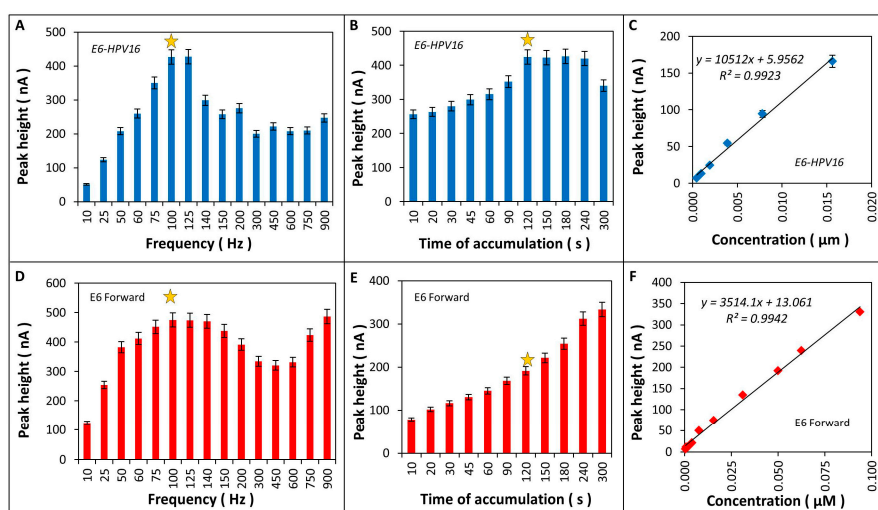 A
E6-HPV16
Peak height ( nA)
500
400
300
200
100
0
10 25 50 60 75 100 125 140 150 200 300 450 600 750 900
Frequency ( Hz )
B
E6-HPV16
Peak height ( nA)
500
400
300
200
100
0
10 20 30 45 60 90 120 150 180 240 300
Time of accumulation ( s )
C
y = 10512x + 5.9562
R² = 0.9923
E6-HPV16
Peak height ( nA)
200
150
100
50
0
0.000 0.005 0.010 0.015 0.020
Concentration ( µm )
D
E6 Forward
Peak height ( nA)
600
500
400
300
200
100
0
10 25 50 60 75 100 125 140 150 200 300 450 600 750 900
Frequency ( Hz )
E
E6 Forward
Peak height ( nA)
400
300
200
100
0
10 20 30 45 60 90 120 150 180 240 300
Time of accumulation ( s )
F
y = 3514.1x + 13.061
R² = 0.9942
E6 Forward
Peak height ( nA)
400
350
300
250
200
150
100
50
0
0.000 0.025 0.050 0.075 0.100
Concentration ( µM )